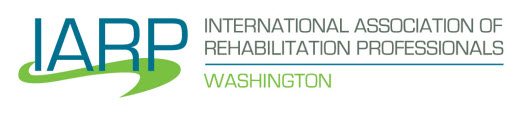 IARP
INTERNATIONAL ASSOCIATION OF
REHABILITATION PROFESSIONALS
WASHINGTON